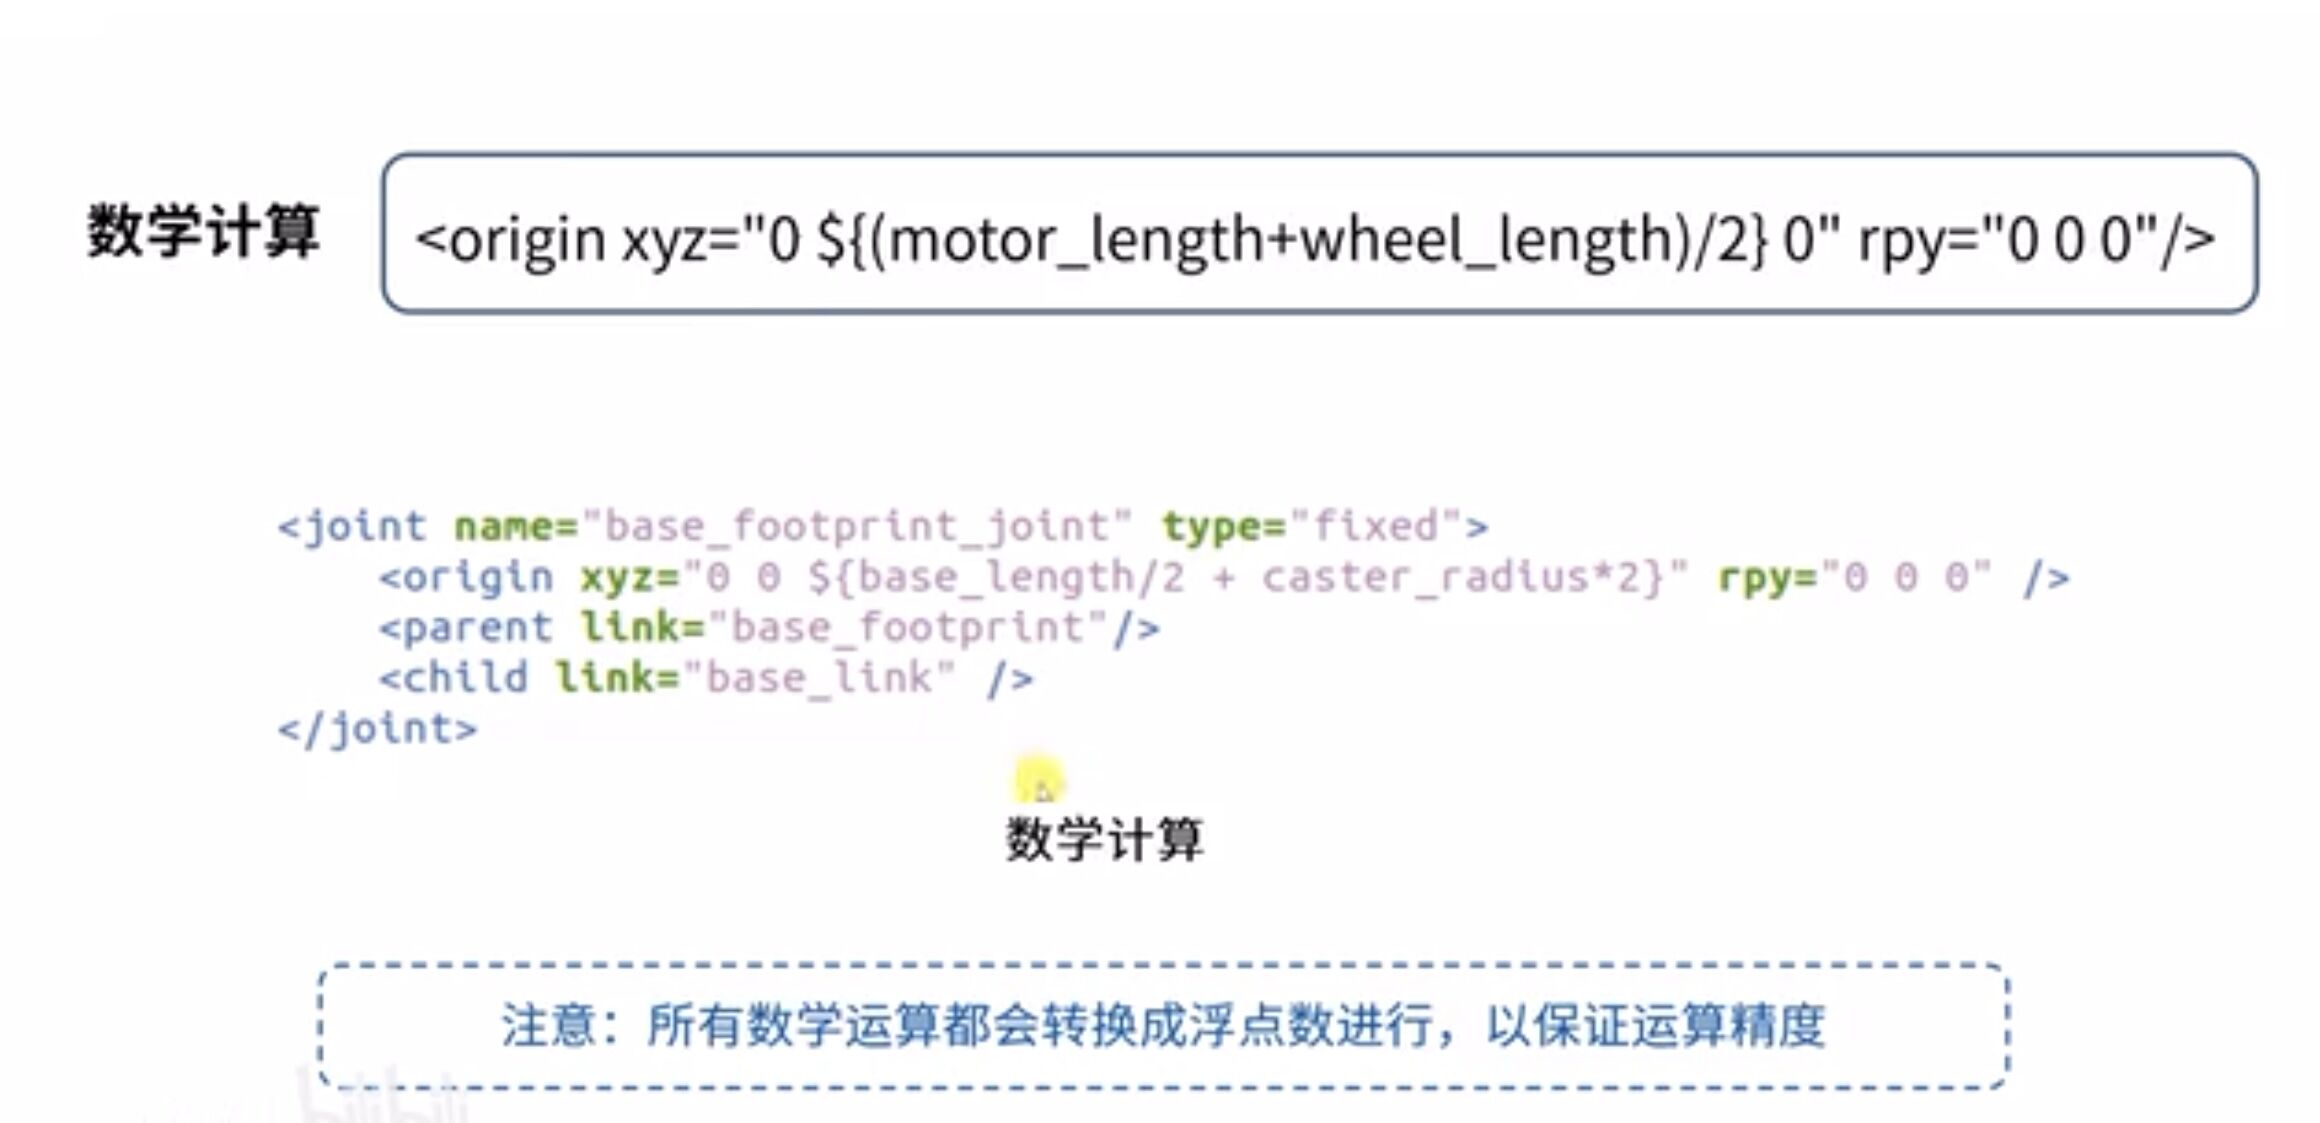 数学计算
<origin xyz="0 ${(motor_length+wheel_length)/2} 0" rpy="0 0 0"/>
<joint name="base_footprint_joint" type="fixed">
<origin xyz="0 0 ${base_length/2 + caster_radius*2}" rpy="0 0 0" />
<parent link="base_footprint"/>
<child link="base_link" />
</joint>
数学计算
注意：所有数学运算都会转换成浮点数进行，以保证运算精度
bilibili